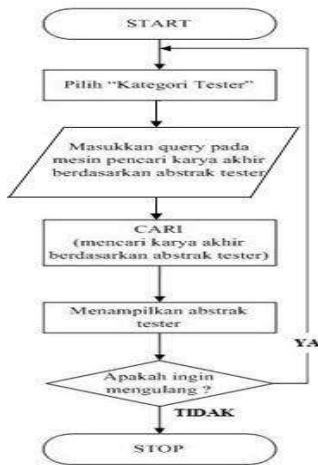 START
Pilih “Kategori Tester”
Masukkan query pada
mesin pencari karya akhir
berdasarkan abstrak tester
CARI
(mencari karya akhir
berdasarkan abstrak tester)
Menampilkan abstrak
tester
YA
Apakah ingin
mengulang ?
TIDAK
STOP